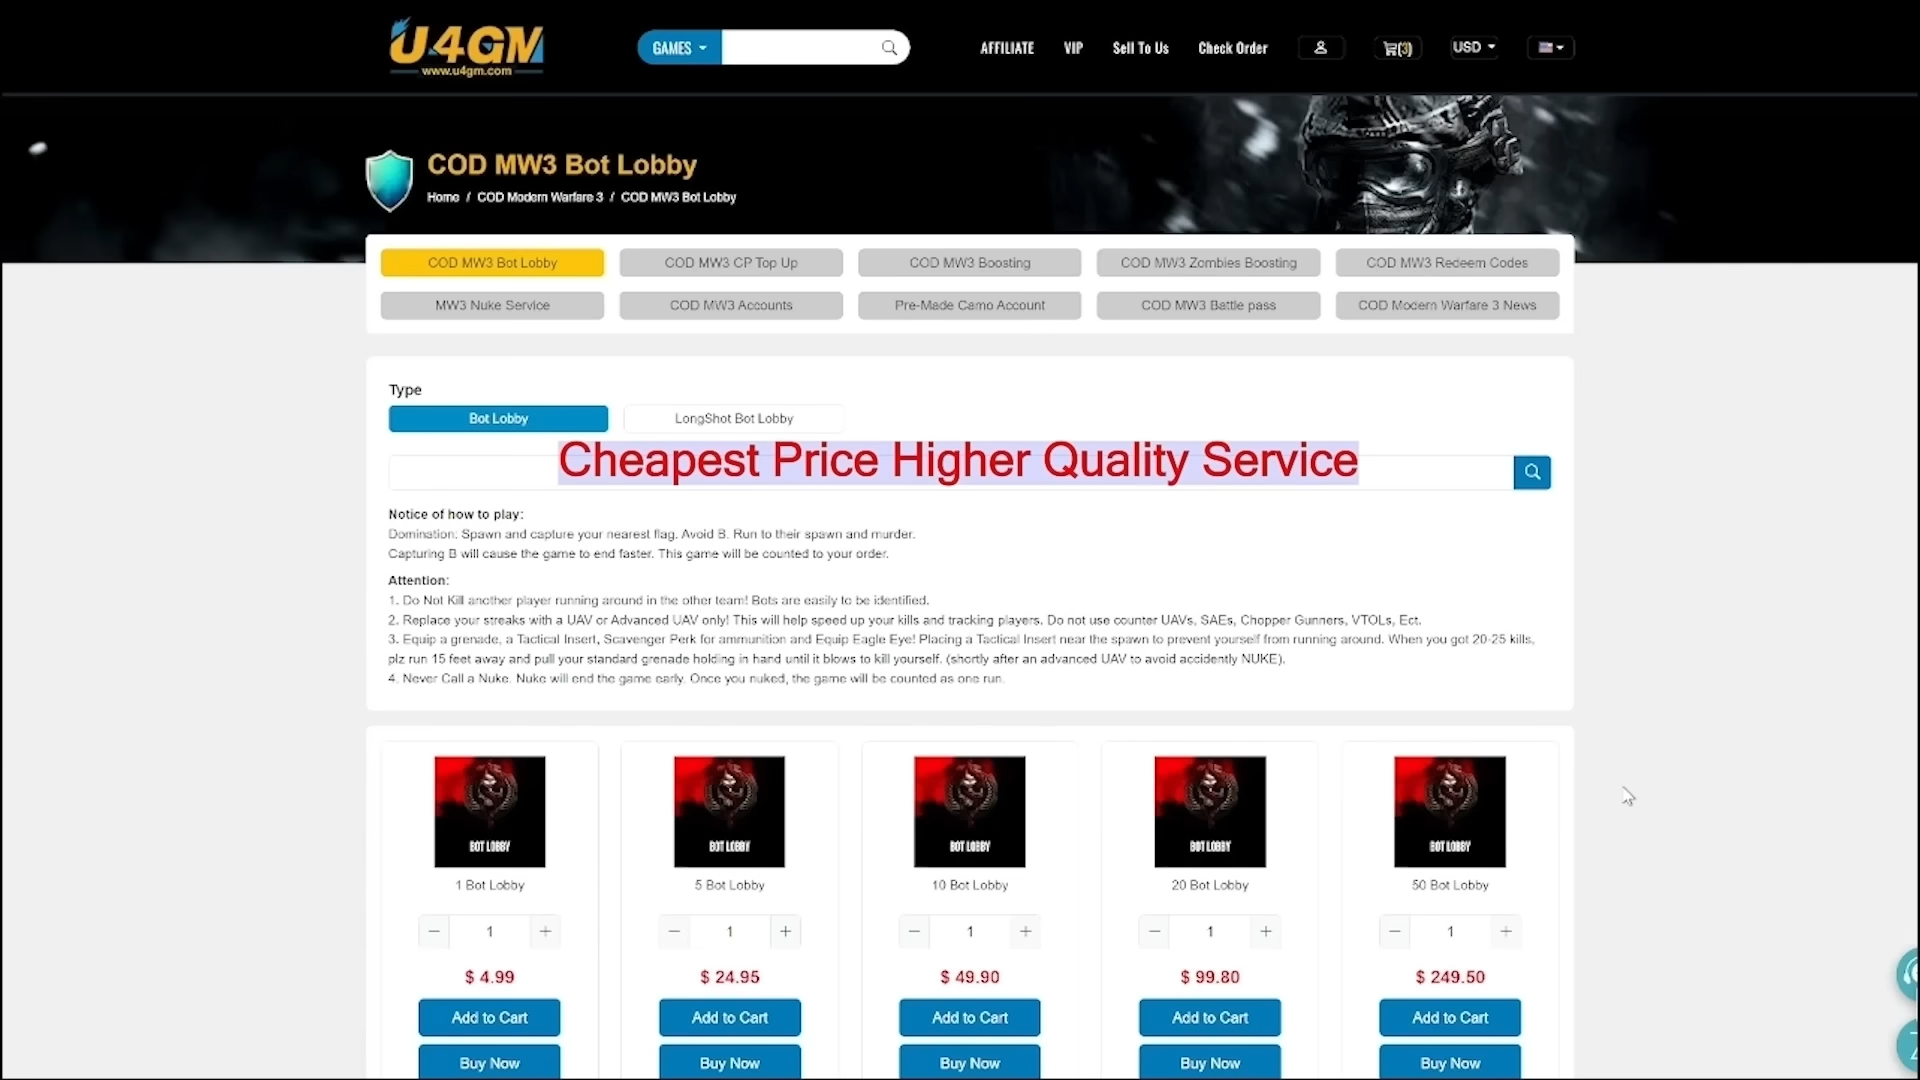 U4GM
www.u4gm.com
GAMES
AFFILIATE
VIP
Sell To Us
Check Order
(3)
USD
COD MW3 Bot Lobby
Home / COD Modern Warfare 3 / COD MW3 Bot Lobby
COD MW3 Bot Lobby
COD MW3 CP Top Up
COD MW3 Boosting
COD MW3 Zombies Boosting
COD MW3 Redeem Codes
MW3 Nuke Service
COD MW3 Accounts
Pre-Made Camo Account
COD MW3 Battle pass
COD Modern Warfare 3 News
Type
Bot Lobby
LongShot Bot Lobby
Cheapest Price Higher Quality Service
Notice of how to play:
Domination: Spawn and capture your nearest flag. Avoid B. Run to their spawn and murder.
Capturing B will cause the game to end faster. This game will be counted to your order.
Attention:
1. Do Not Kill another player running around in the other team! Bots are easily to be identified.
2. Replace your streaks with a UAV or Advanced UAV only! This will help speed up your kills and tracking players. Do not use counter UAVs, SAEs, Chopper Gunners, VTOLs, Ect.
3. Equip a grenade, a Tactical Insert, Scavenger Perk for ammunition and Equip Eagle Eye! Placing a Tactical Insert near the spawn to prevent yourself from running around. When you got 20-25 kills,
plz run 15 feet away and pull your standard grenade holding in hand until it blows to kill yourself. (shortly after an advanced UAV to avoid accidently NUKE).
4. Never Call a Nuke. Nuke will end the game early. Once you nuked, the game will be counted as one run.
BOT LOBBY
BOT LOBBY
BOT LOBBY
BOT LOBBY
BOT LOBBY
1 Bot Lobby
5 Bot Lobby
10 Bot Lobby
20 Bot Lobby
50 Bot Lobby
− 1 +
− 1 +
− 1 +
− 1 +
− 1 +
$ 4.99
$ 24.95
$ 49.90
$ 99.80
$ 249.50
Add to Cart
Add to Cart
Add to Cart
Add to Cart
Add to Cart
Buy Now
Buy Now
Buy Now
Buy Now
Buy Now